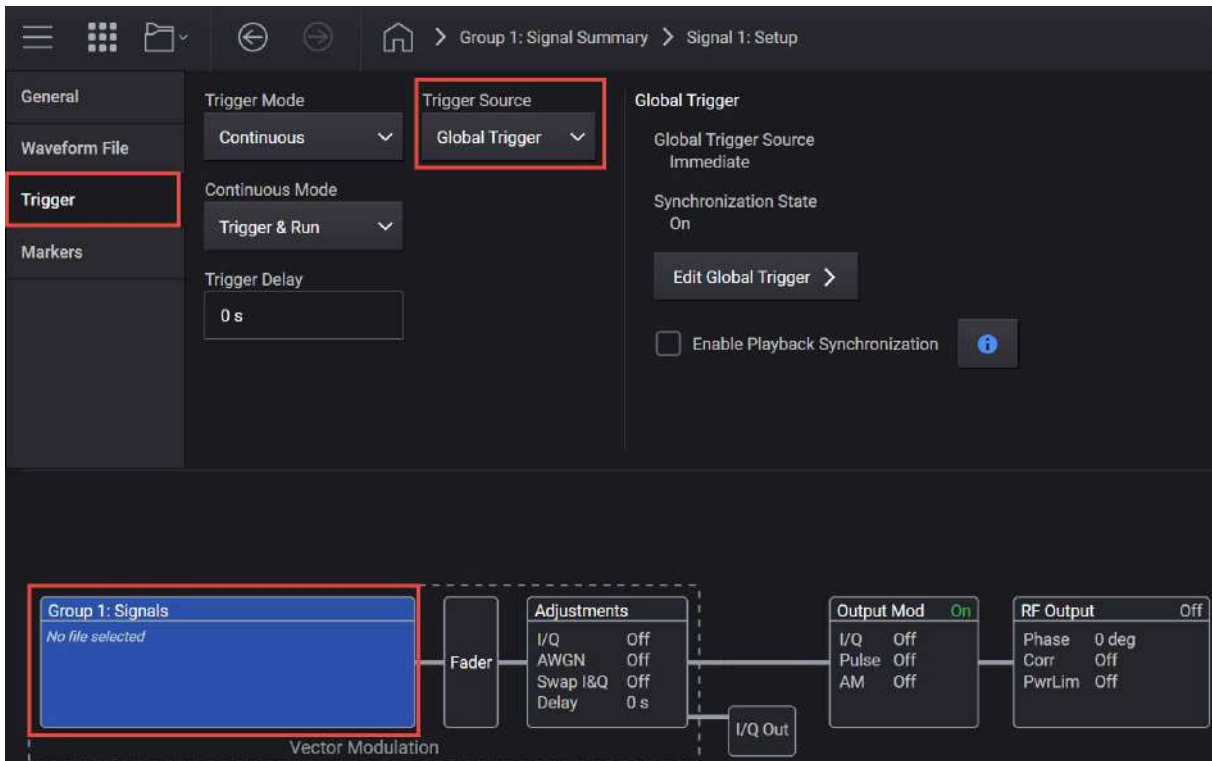 Group 1: Signal Summary
Signal 1: Setup
General
Waveform File
Trigger
Markers
Trigger Mode
Continuous
Continuous Mode
Trigger & Run
Trigger Delay
0 s
Trigger Source
Global Trigger
Global Trigger
Global Trigger Source
Immediate
Synchronization State
On
Edit Global Trigger
Enable Playback Synchronization
Group 1: Signals
No file selected
Fader
Adjustments
I/Q Off
AWGN Off
Swap I&Q Off
Delay 0 s
I/Q Out
Output Mod On
I/Q Off
Pulse Off
AM Off
RF Output Off
Phase 0 deg
Corr Off
PwrLim Off
Vector Modulation